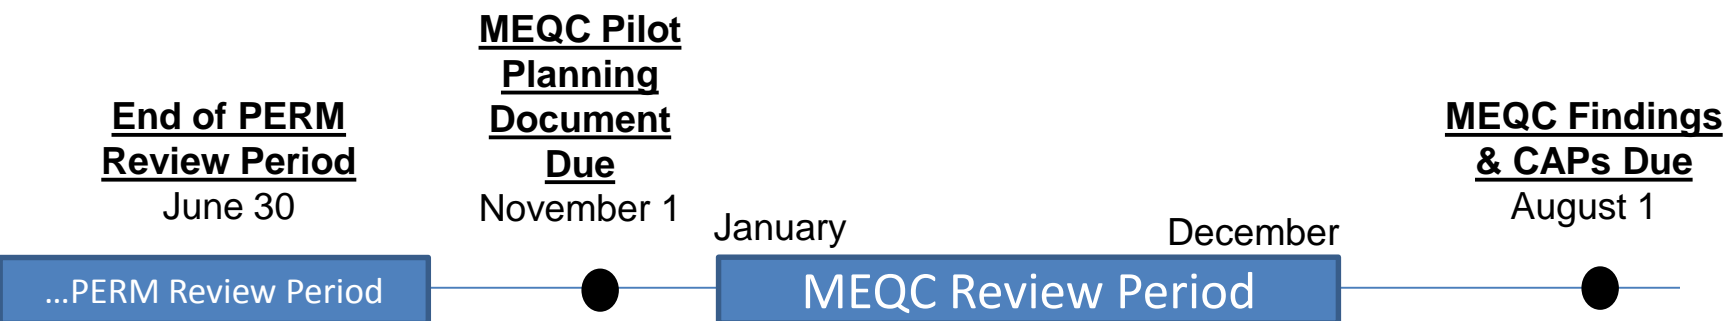 End of PERM
Review Period
June 30
MEQC Pilot
Planning
Document
Due
November 1
January
December
MEQC Findings
& CAPs Due
August 1
...PERM Review Period
MEQC Review Period